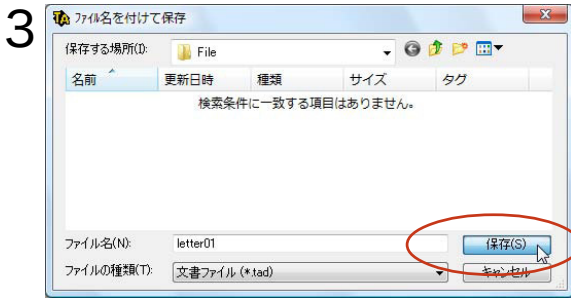 3
ファイル名を付けて保存
保存する場所(I):
File
名前 更新日時 種類 サイズ タグ
検索条件に一致する項目はありません。
ファイル名(N): letter01 保存(S)
ファイルの種類(T): 文書ファイル (*.tad) キャンセル